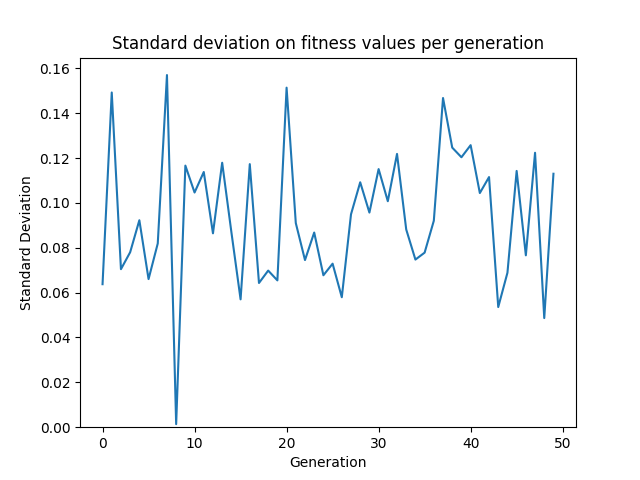 Standard deviation on fitness values per generation
0.16
0.14
0.12
0.10
0.08
0.06
0.04
0.02
0.00
Standard Deviation
0 10 20 30 40 50
Generation